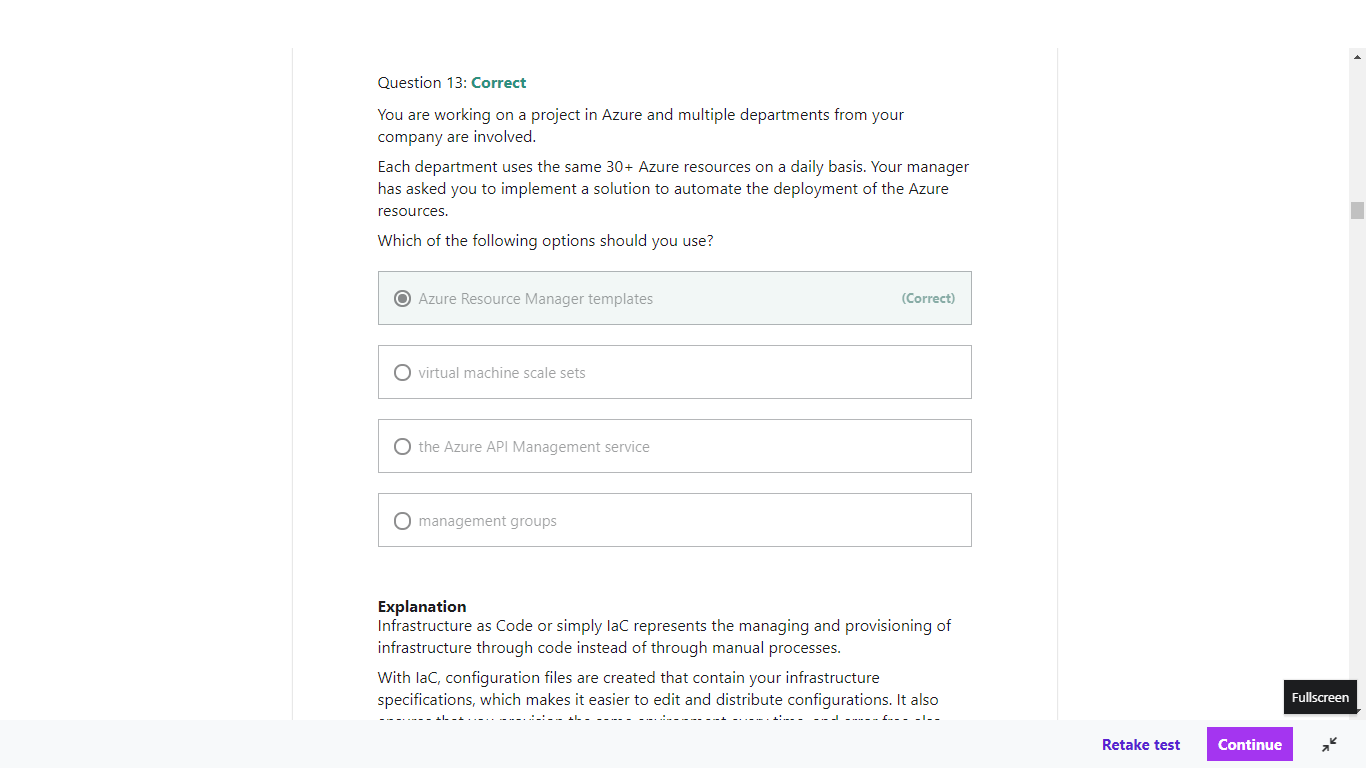 Question 13: Correct
You are working on a project in Azure and multiple departments from your
company are involved.
Each department uses the same 30+ Azure resources on a daily basis. Your manager
has asked you to implement a solution to automate the deployment of the Azure
resources.
Which of the following options should you use?
Azure Resource Manager templates (Correct)
virtual machine scale sets
the Azure API Management service
management groups
Explanation
Infrastructure as Code or simply IaC represents the managing and provisioning of
infrastructure through code instead of through manual processes.
With IaC, configuration files are created that contain your infrastructure
specifications, which makes it easier to edit and distribute configurations. It also
Fullscreen
Retake test Continue